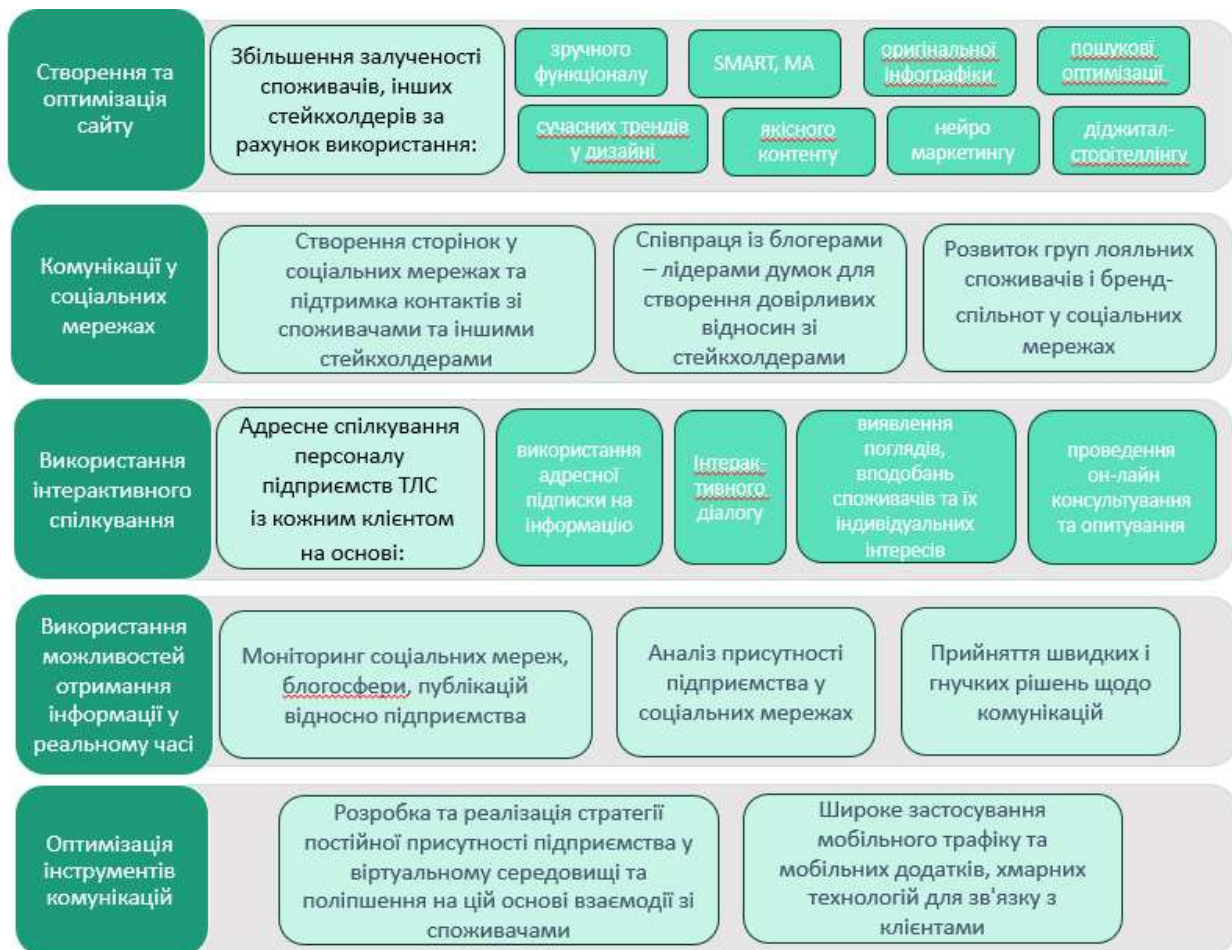 Створення та
оптимізація
сайту
Збільшення залученості
споживачів, інших
стейкхолдерів за
рахунок використання:
зручного
функціоналу
SMART, MA
оригінальної
інфографіки
пошукові
оптимізації
сучасних трендів
у дизайні
якісного
контенту
нейро
маркетингу
діджитал-
сторітеллінгу
Комунікації у
соціальних
мережах
Створення сторінок у
соціальних мережах та
підтримка контактів зі
споживачами та іншими
стейкхолдерами
Співпраця із блогерами
– лідерами думок для
створення довірливих
відносин зі
стейкхолдерами
Розвиток груп лояльних
споживачів і бренд-
спільнот у соціальних
мережах
Використання
інтерактивного
спілкування
Адресне спілкування
персоналу
підприємств ТЛС
із кожним клієнтом
на основі:
використання
адресної
підписки на
інформацію
Інтерак-
тивного
діалогу
виявлення
поглядів,
вподобань
споживачів та їх
індивідуальних
інтересів
проведення
он-лайн
консультування
та опитування
Використання
можливостей
отримання
інформації у
реальному часі
Моніторинг соціальних мереж,
блогосфери, публікацій
відносно підприємства
Аналіз присутності
підприємства у
соціальних мережах
Прийняття швидких і
гнучких рішень щодо
комунікацій
Оптимізація
інструментів
комунікацій
Розробка та реалізація стратегії
постійної присутності підприємства у
віртуальному середовищі та
поліпшення на цій основі взаємодії зі
споживачами
Широке застосування
мобільного трафіку та
мобільних додатків, хмарних
технологій для зв'язку з
клієнтами